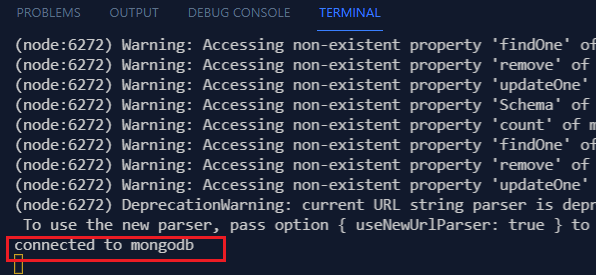 PROBLEMS OUTPUT DEBUG CONSOLE TERMINAL
(node:6272) Warning: Accessing non-existent property 'findOne' of
(node:6272) Warning: Accessing non-existent property 'remove' of
(node:6272) Warning: Accessing non-existent property 'updateOne'
(node:6272) Warning: Accessing non-existent property 'Schema' of
(node:6272) Warning: Accessing non-existent property 'count' of m
(node:6272) Warning: Accessing non-existent property 'findOne' of
(node:6272) Warning: Accessing non-existent property 'remove' of
(node:6272) Warning: Accessing non-existent property 'updateOne'
(node:6272) DeprecationWarning: current URL string parser is depr
To use the new parser, pass option { useNewUrlParser: true } to
connected to mongodb